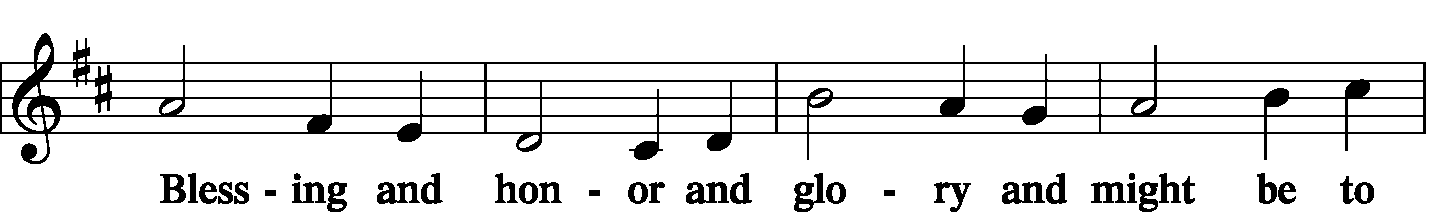 Bless - ing and hon - or and glo - ry and might be to